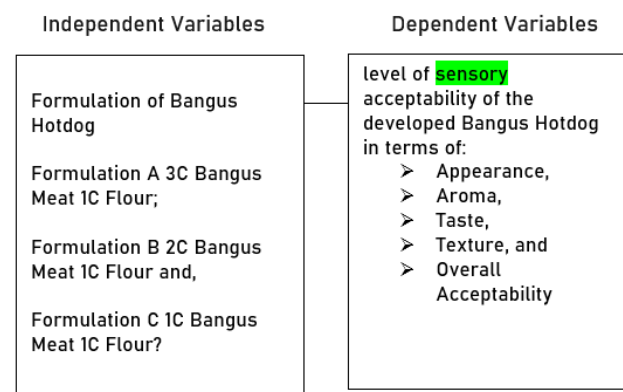 Independent Variables
Formulation of Bangus
Hotdog
Formulation A 3C Bangus
Meat 1C Flour;
Formulation B 2C Bangus
Meat 1C Flour and,
Formulation C 1C Bangus
Meat 1C Flour?
Dependent Variables
level of sensory
acceptability of the
developed Bangus Hotdog
in terms of:
➢ Appearance,
➢ Aroma,
➢ Taste,
➢ Texture, and
➢ Overall
Acceptability